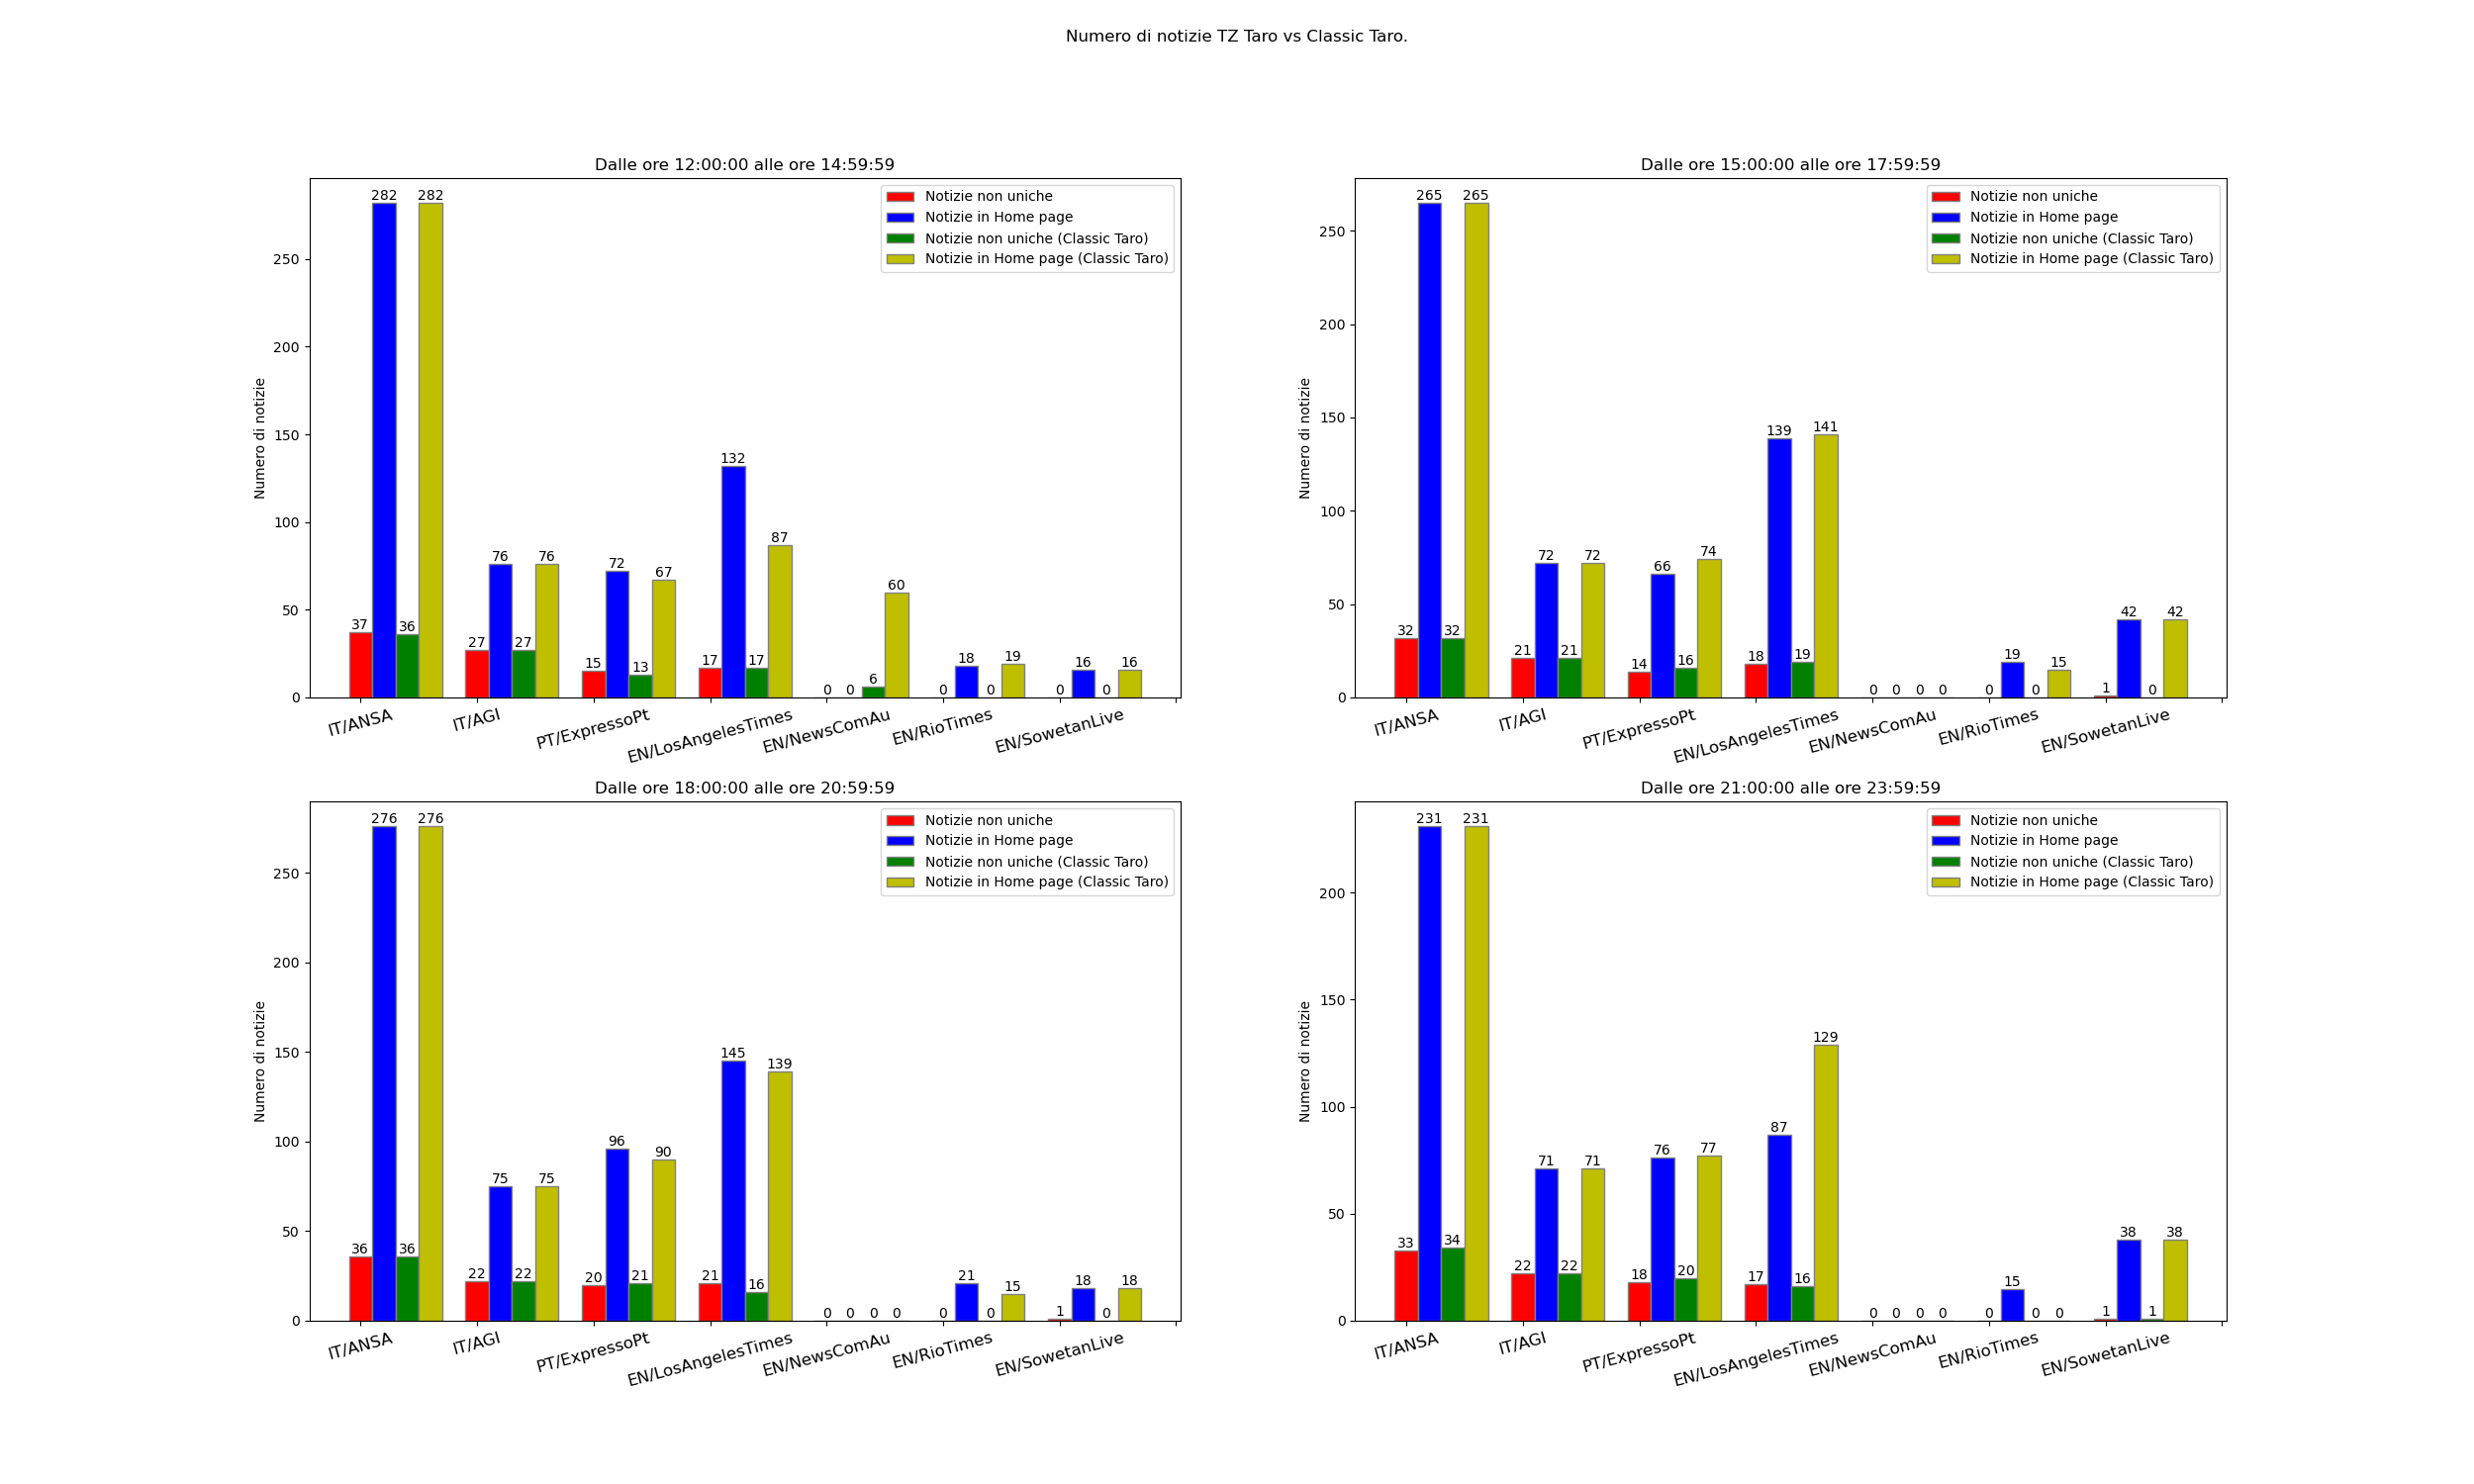 Numero di notizie TZ Taro vs Classic Taro.
Dalle ore 12:00:00 alle ore 14:59:59
Numero di notizie
250
200
150
100
50
0
282 282
37 36
76 76
27 27
72 67
15 13
132 87
17 17
0 0 6 60
0 18 0 19
0 16 0 16
Notizie non uniche
Notizie in Home page
Notizie non uniche (Classic Taro)
Notizie in Home page (Classic Taro)
IT/ANSA
IT/AGI
PT/ExpressoPt
EN/LosAngelesTimes
EN/NewsComAu
EN/RioTimes
EN/SowetanLive
Dalle ore 15:00:00 alle ore 17:59:59
Numero di notizie
250
200
150
100
50
0
265 265
32 32
72 72
21 21
66 74
14 16
139 141
18 19
0 0 0 0
0 19 0 15
1 42 0 42
Notizie non uniche
Notizie in Home page
Notizie non uniche (Classic Taro)
Notizie in Home page (Classic Taro)
IT/ANSA
IT/AGI
PT/ExpressoPt
EN/LosAngelesTimes
EN/NewsComAu
EN/RioTimes
EN/SowetanLive
Dalle ore 18:00:00 alle ore 20:59:59
Numero di notizie
250
200
150
100
50
0
276 276
36 36
75 75
22 22
96 90
20 21
145 139
21 16
0 0 0 0
0 21 0 15
1 18 0 18
Notizie non uniche
Notizie in Home page
Notizie non uniche (Classic Taro)
Notizie in Home page (Classic Taro)
IT/ANSA
IT/AGI
PT/ExpressoPt
EN/LosAngelesTimes
EN/NewsComAu
EN/RioTimes
EN/SowetanLive
Dalle ore 21:00:00 alle ore 23:59:59
Numero di notizie
200
150
100
50
0
231 231
33 34
71 71
22 22
76 77
18 20
87 129
17 16
0 0 0 0
0 15 0 0
1 38 1 38
Notizie non uniche
Notizie in Home page
Notizie non uniche (Classic Taro)
Notizie in Home page (Classic Taro)
IT/ANSA
IT/AGI
PT/ExpressoPt
EN/LosAngelesTimes
EN/NewsComAu
EN/RioTimes
EN/SowetanLive